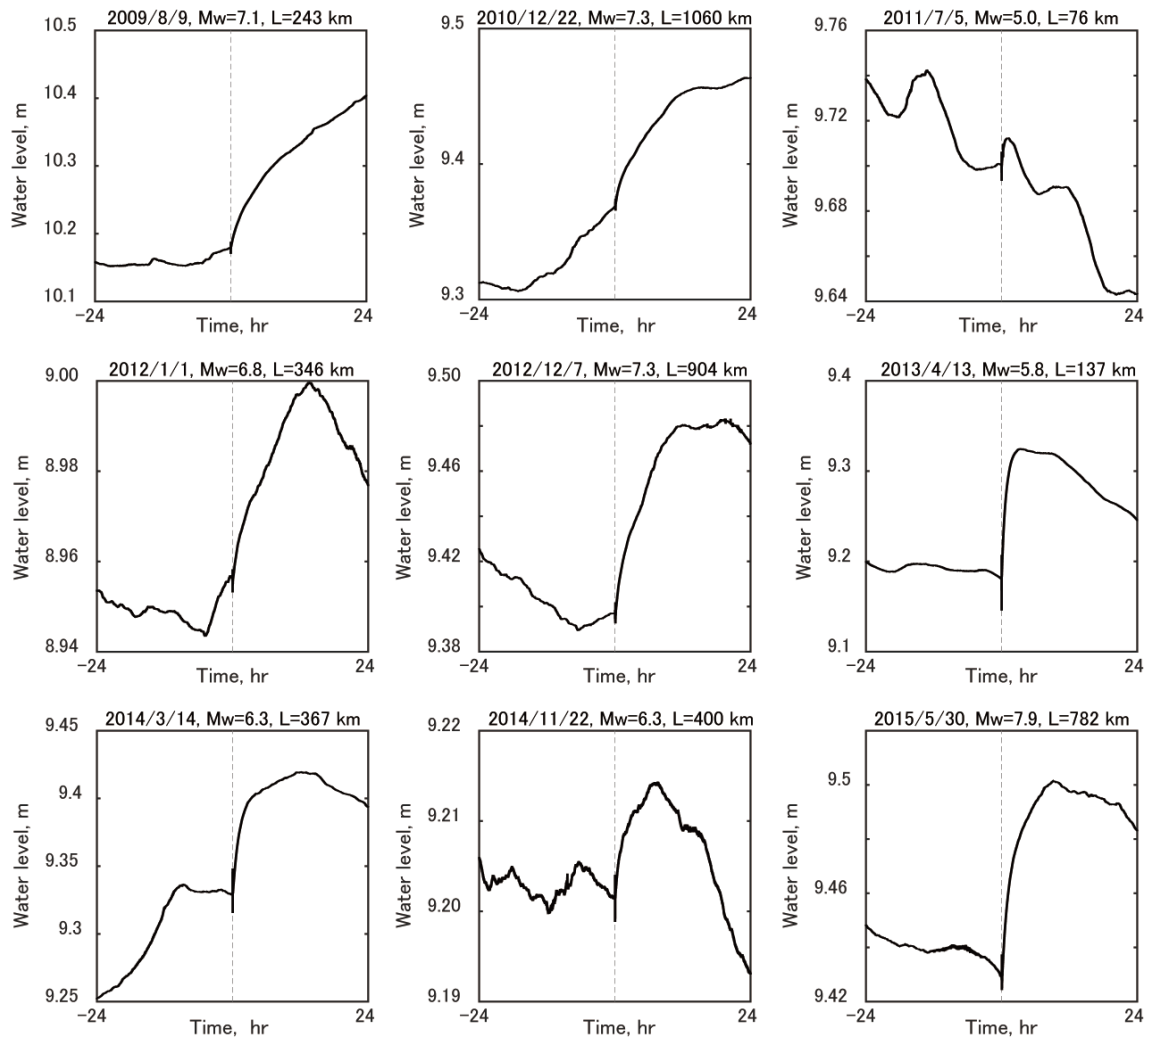 2009/8/9, Mw=7.1, L=243 km
10.5
10.4
10.3
10.2
10.1
Water level, m
−24
24
Time, hr
2010/12/22, Mw=7.3, L=1060 km
9.5
9.4
9.3
Water level, m
−24
24
Time, hr
2011/7/5, Mw=5.0, L=76 km
9.76
9.72
9.68
9.64
Water level, m
−24
24
Time, hr
2012/1/1, Mw=6.8, L=346 km
9.00
8.98
8.96
8.94
Water level, m
−24
24
Time, hr
2012/12/7, Mw=7.3, L=904 km
9.50
9.46
9.42
9.38
Water level, m
−24
24
Time, hr
2013/4/13, Mw=5.8, L=137 km
9.4
9.3
9.2
9.1
Water level, m
−24
24
Time, hr
2014/3/14, Mw=6.3, L=367 km
9.45
9.4
9.35
9.3
9.25
Water level, m
−24
24
Time, hr
2014/11/22, Mw=6.3, L=400 km
9.22
9.21
9.20
9.19
Water level, m
−24
24
Time, hr
2015/5/30, Mw=7.9, L=782 km
9.5
9.46
9.42
Water level, m
−24
24
Time, hr